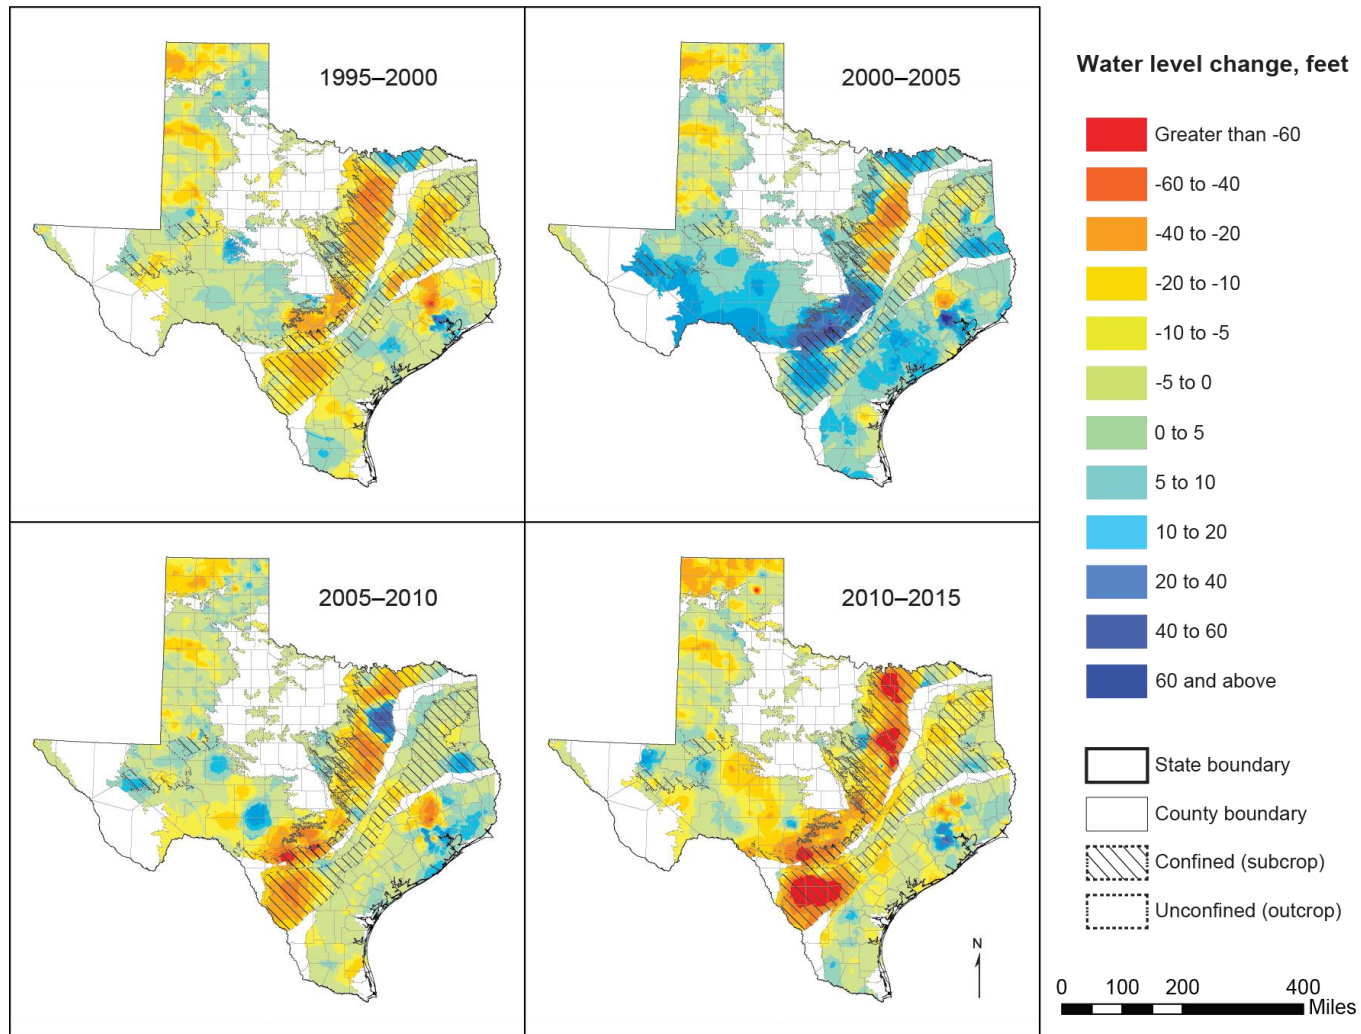 1995–2000
2000–2005
2005–2010
2010–2015
N
Water level change, feet
Greater than -60
-60 to -40
-40 to -20
-20 to -10
-10 to -5
-5 to 0
0 to 5
5 to 10
10 to 20
20 to 40
40 to 60
60 and above
State boundary
County boundary
Confined (subcrop)
Unconfined (outcrop)
0 100 200 400
Miles